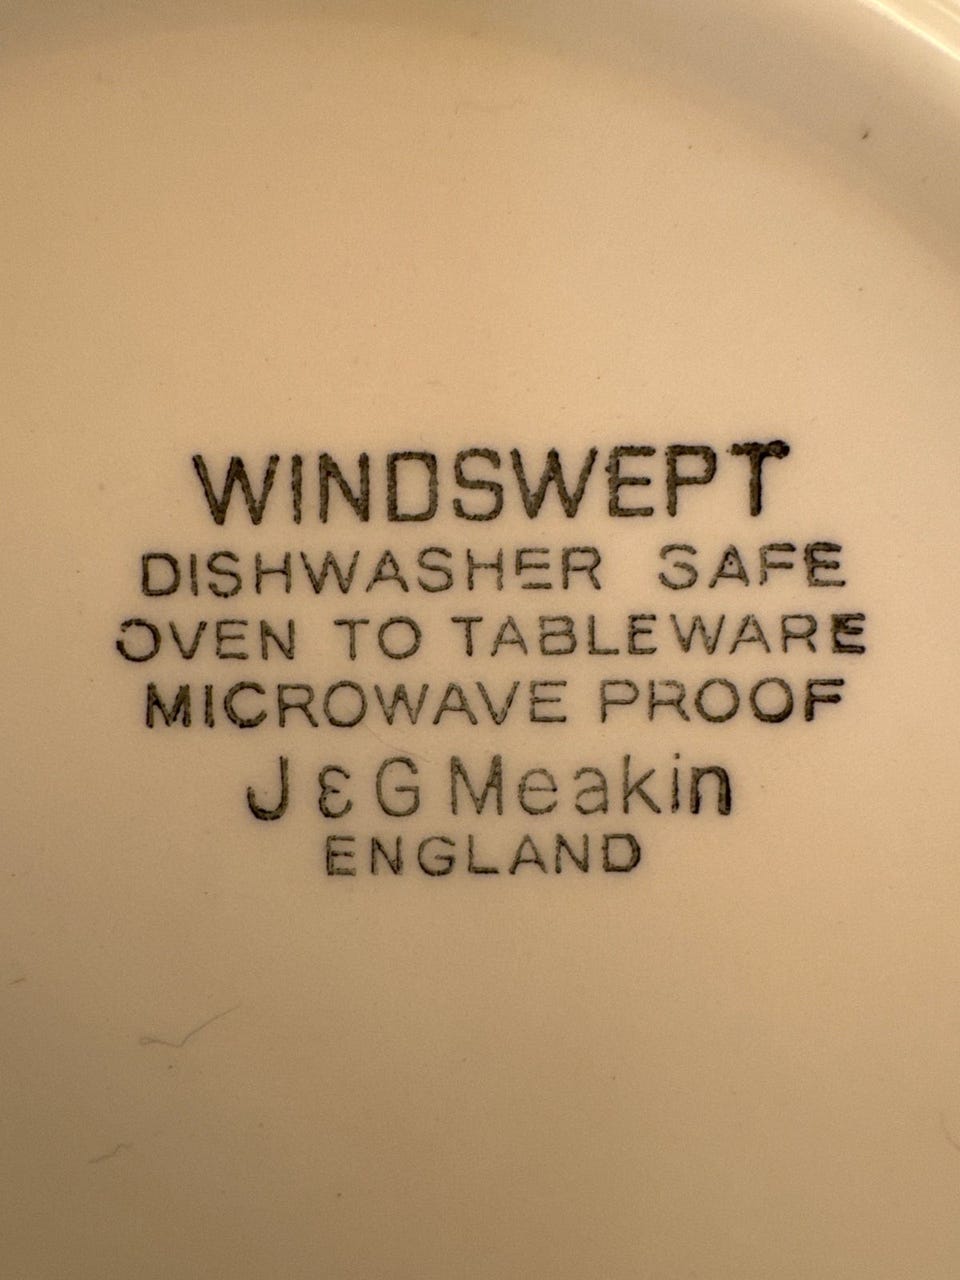 WINDSWEPT
DISHWASHER SAFE
OVEN TO TABLEWARE
MICROWAVE PROOF
J & G Meakin
ENGLAND